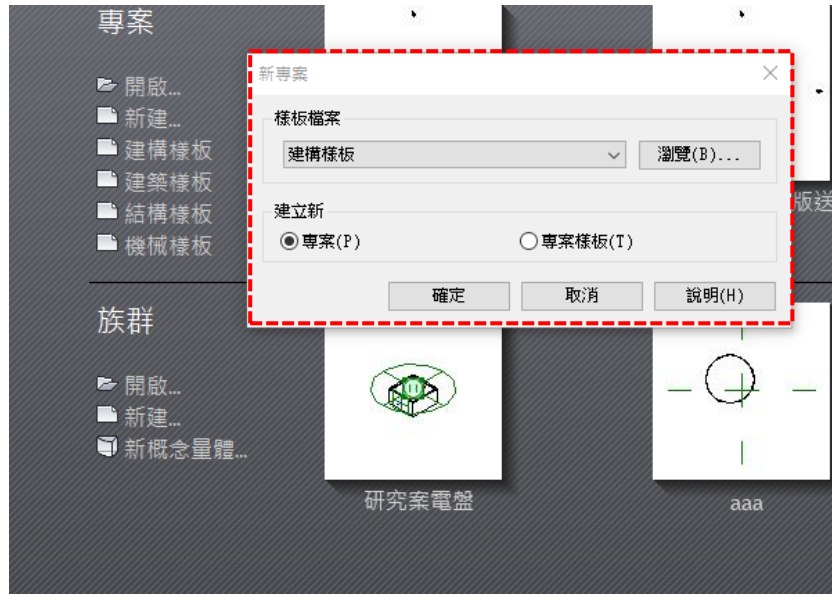 專案
開啟...
新建...
建構樣板
建築樣板
結構樣板
機械樣板
新專案
樣板檔案
建構樣板
瀏覽(B)...
建立新
專案(P)
專案樣板(T)
確定
取消
說明(H)
版送
族群
開啟...
新建...
新概念量體...
研究案電盤
aaa